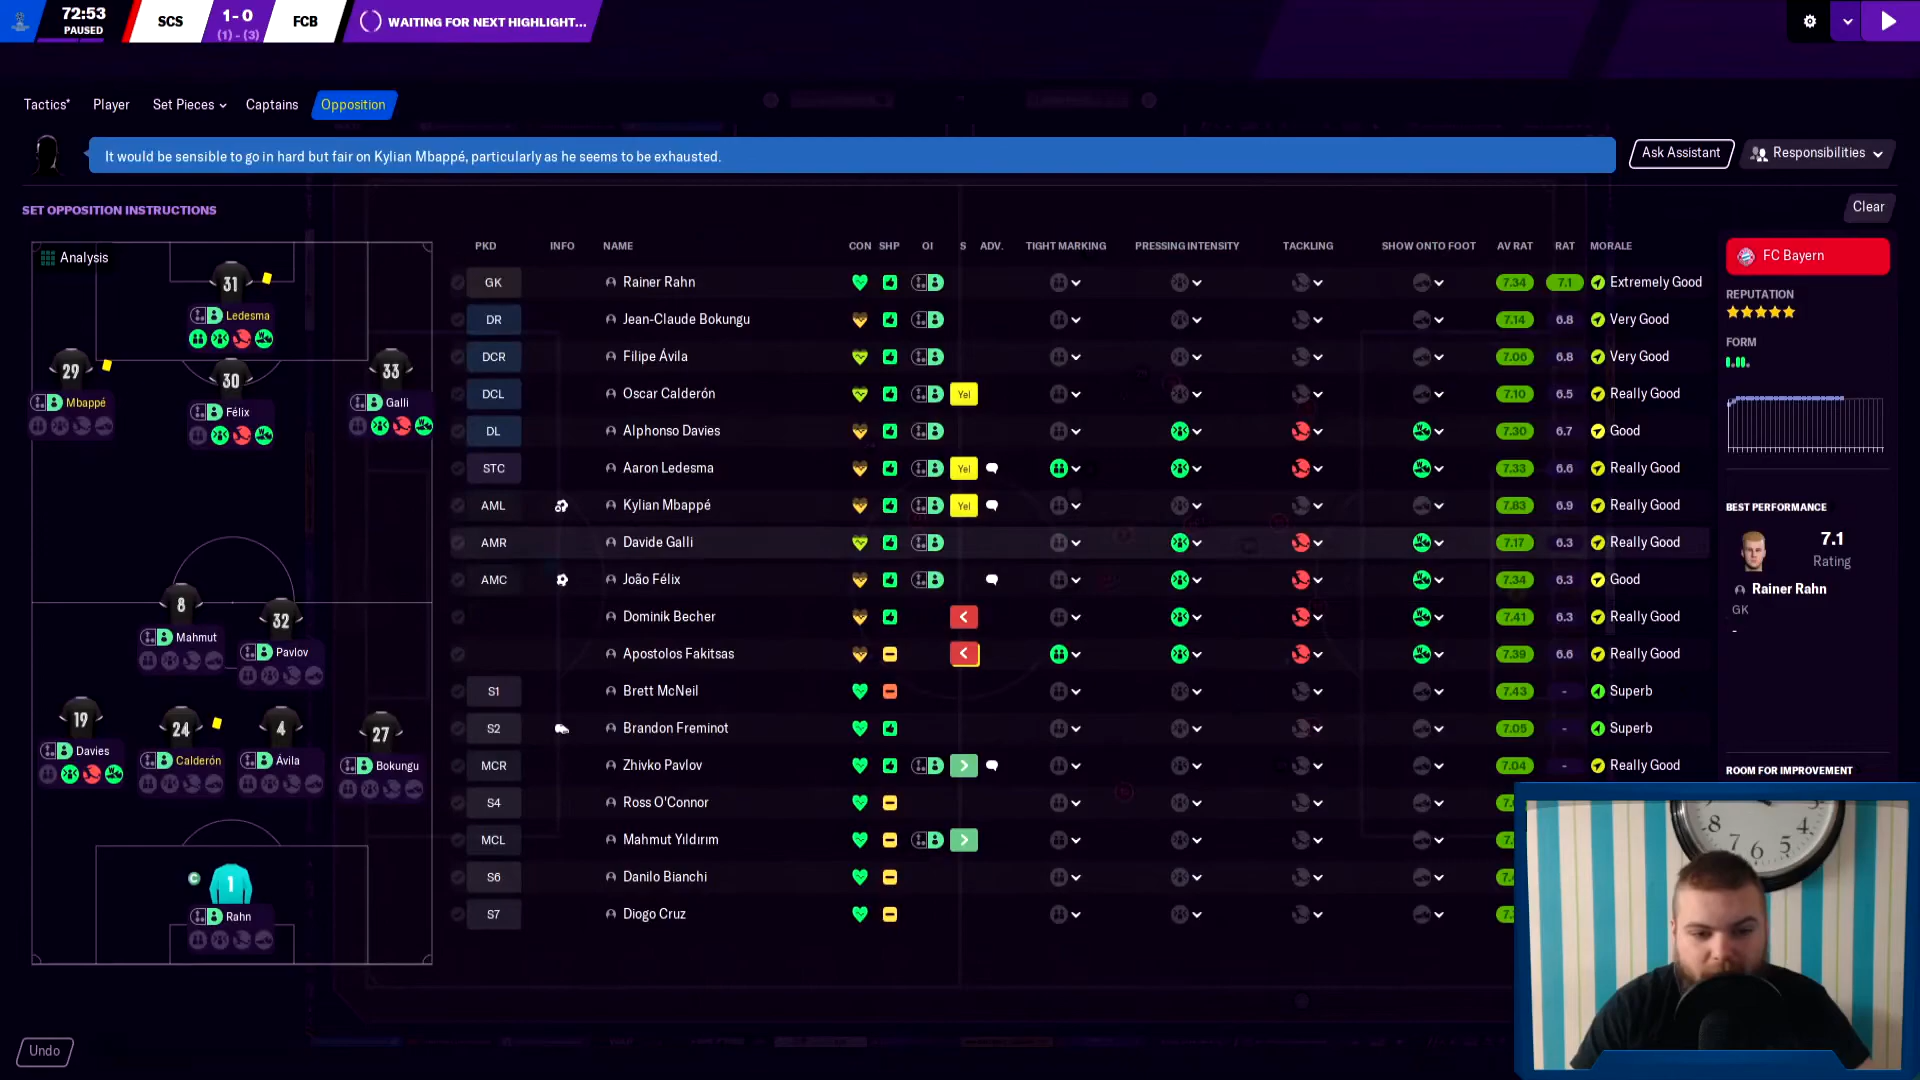 72:53
PAUSED
SCS
1 - 0
(1) - (3)
FCB
WAITING FOR NEXT HIGHLIGHT...
Tactics*
Player
Set Pieces
Captains
Opposition
It would be sensible to go in hard but fair on Kylian Mbappé, particularly as he seems to be exhausted.
Ask Assistant
Responsibilities
SET OPPOSITION INSTRUCTIONS
Clear
Analysis
31
Ledesma
29
Mbappé
30
Félix
33
Galli
8
Mahmut
32
Pavlov
19
Davies
24
Calderón
4
Ávila
27
Bokungu
C
1
Rahn
PKD INFO NAME CON SHP OI S ADV. TIGHT MARKING PRESSING INTENSITY TACKLING SHOW ONTO FOOT AV RAT RAT MORALE
GK Rainer Rahn 7.34 7.1 Extremely Good
DR Jean-Claude Bokungu 7.14 6.8 Very Good
DCR Filipe Ávila 7.06 6.8 Very Good
DCL Oscar Calderón Yel 7.10 6.5 Really Good
DL Alphonso Davies 7.30 6.7 Good
STC Aaron Ledesma Yel 7.33 6.6 Really Good
AML Kylian Mbappé Yel 7.83 6.9 Really Good
AMR Davide Galli 7.17 6.3 Really Good
AMC João Félix 7.34 6.3 Good
Dominik Becher 7.41 6.3 Really Good
Apostolos Fakitsas 7.39 6.6 Really Good
S1 Brett McNeil 7.43 - Superb
S2 Brandon Freminot 7.05 - Superb
MCR Zhivko Pavlov 7.04 - Really Good
S4 Ross O'Connor
MCL Mahmut Yıldırım
S6 Danilo Bianchi
S7 Diogo Cruz
FC Bayern
REPUTATION
FORM
BEST PERFORMANCE
7.1
Rating
Rainer Rahn
GK
-
ROOM FOR IMPROVEMENT
8
7
6
5
4
Undo